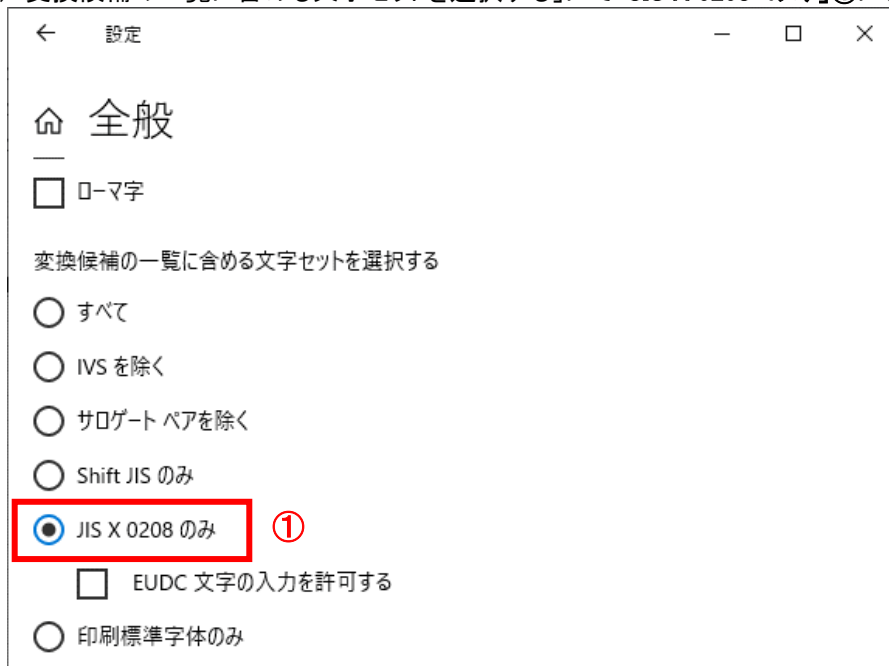 設定
全般
ローマ字
変換候補の一覧に含める文字セットを選択する
すべて
IVS を除く
サロゲート ペアを除く
Shift JIS のみ
JIS X 0208 のみ ①
EUDC 文字の入力を許可する
印刷標準字体のみ